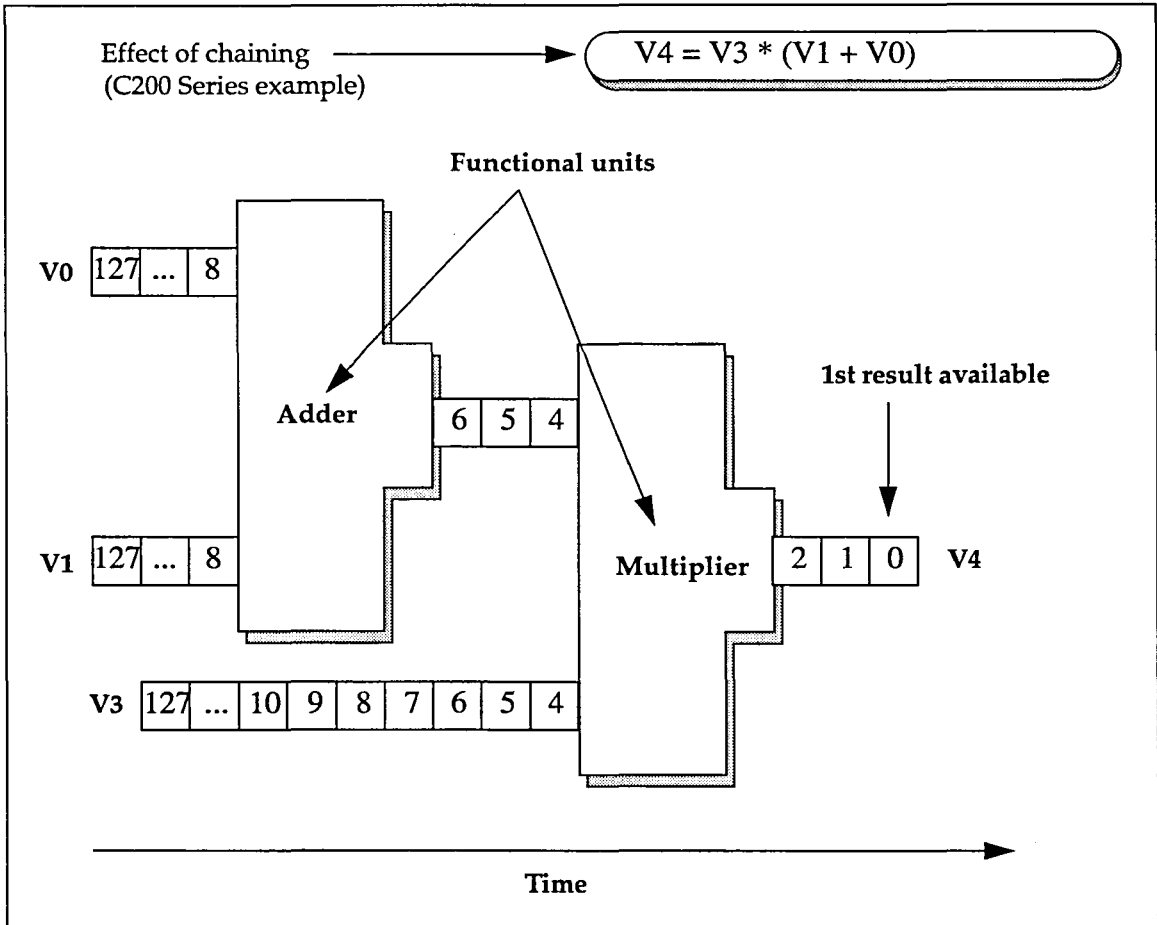 Effect of chaining
(C200 Series example)
V4 = V3 * (V1 + V0)
Functional units
V0 127 ... 8
1st result available
Adder
6 5 4
V1 127 ... 8
Multiplier
2 1 0 V4
V3 127 ... 10 9 8 7 6 5 4
Time